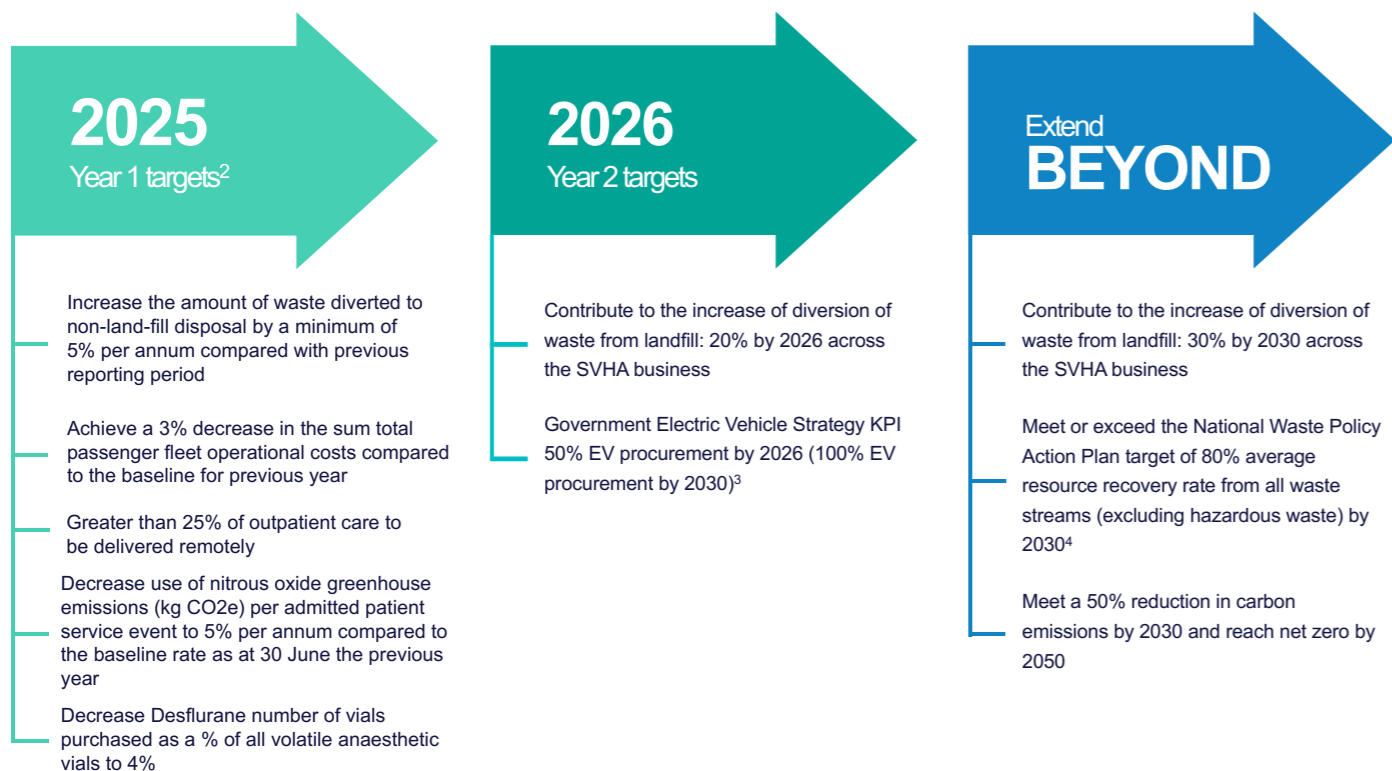 2025
Year 1 targets²
Increase the amount of waste diverted to
non-land-fill disposal by a minimum of
5% per annum compared with previous
reporting period
Achieve a 3% decrease in the sum total
passenger fleet operational costs compared
to the baseline for previous year
Greater than 25% of outpatient care to
be delivered remotely
Decrease use of nitrous oxide greenhouse
emissions (kg CO2e) per admitted patient
service event to 5% per annum compared to
the baseline rate as at 30 June the previous
year
Decrease Desflurane number of vials
purchased as a % of all volatile anaesthetic
vials to 4%
2026
Year 2 targets
Contribute to the increase of diversion of
waste from landfill: 20% by 2026 across
the SVHA business
Government Electric Vehicle Strategy KPI
50% EV procurement by 2026 (100% EV
procurement by 2030)³
Extend
BEYOND
Contribute to the increase of diversion of
waste from landfill: 30% by 2030 across
the SVHA business
Meet or exceed the National Waste Policy
Action Plan target of 80% average
resource recovery rate from all waste
streams (excluding hazardous waste) by
2030⁴
Meet a 50% reduction in carbon
emissions by 2030 and reach net zero by
2050